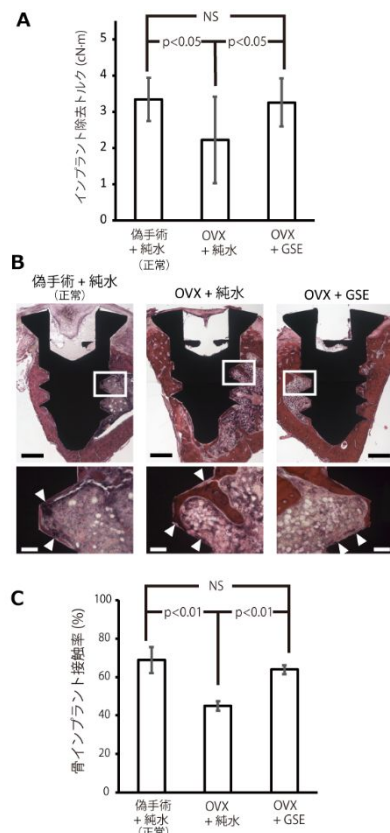 A
NS
p<0.05
p<0.05
インプラント除去トルク (cN·m)
5
4
3
2
1
0
偽手術
+ 純水
(正常)
OVX
+ 純水
OVX
+ GSE
B
偽手術 + 純水
(正常)
OVX + 純水
OVX + GSE
C
NS
p<0.01
p<0.01
骨インプラント接触率 (%)
100
80
60
40
20
0
偽手術
+ 純水
(正常)
OVX
+ 純水
OVX
+ GSE